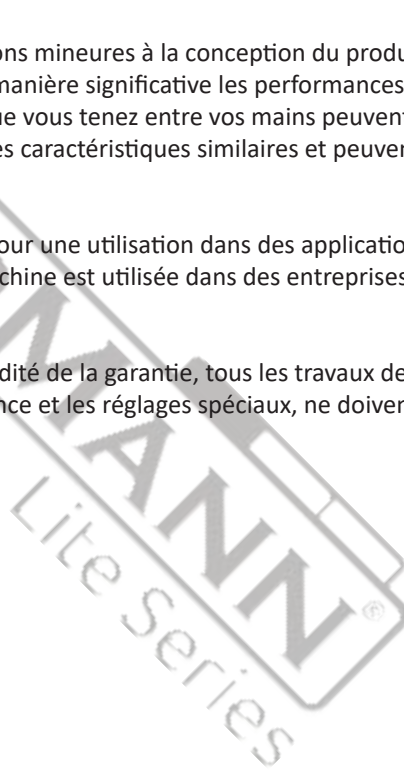 ons mineures à la conception du produ
manière significative les performances
ue vous tenez entre vos mains peuvent
es caractéristiques similaires et peuver
our une utilisation dans des applicatio
chine est utilisée dans des entreprises
dité de la garantie, tous les travaux de
nce et les réglages spéciaux, ne doiven
MANN®
Lite Series